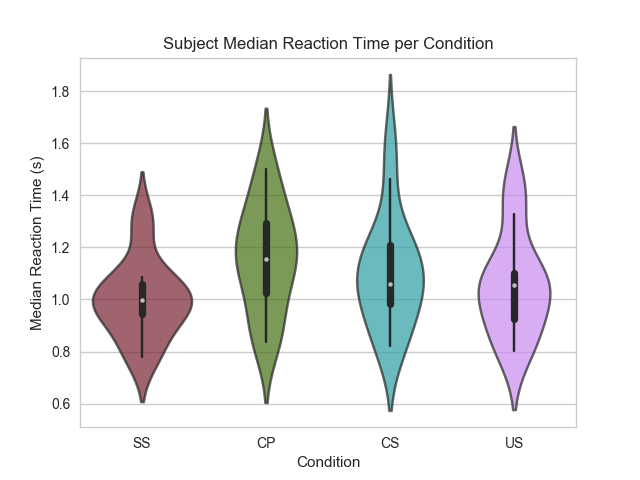 Subject Median Reaction Time per Condition
Median Reaction Time (s)
1.8
1.6
1.4
1.2
1.0
0.8
0.6
SS CP CS US
Condition